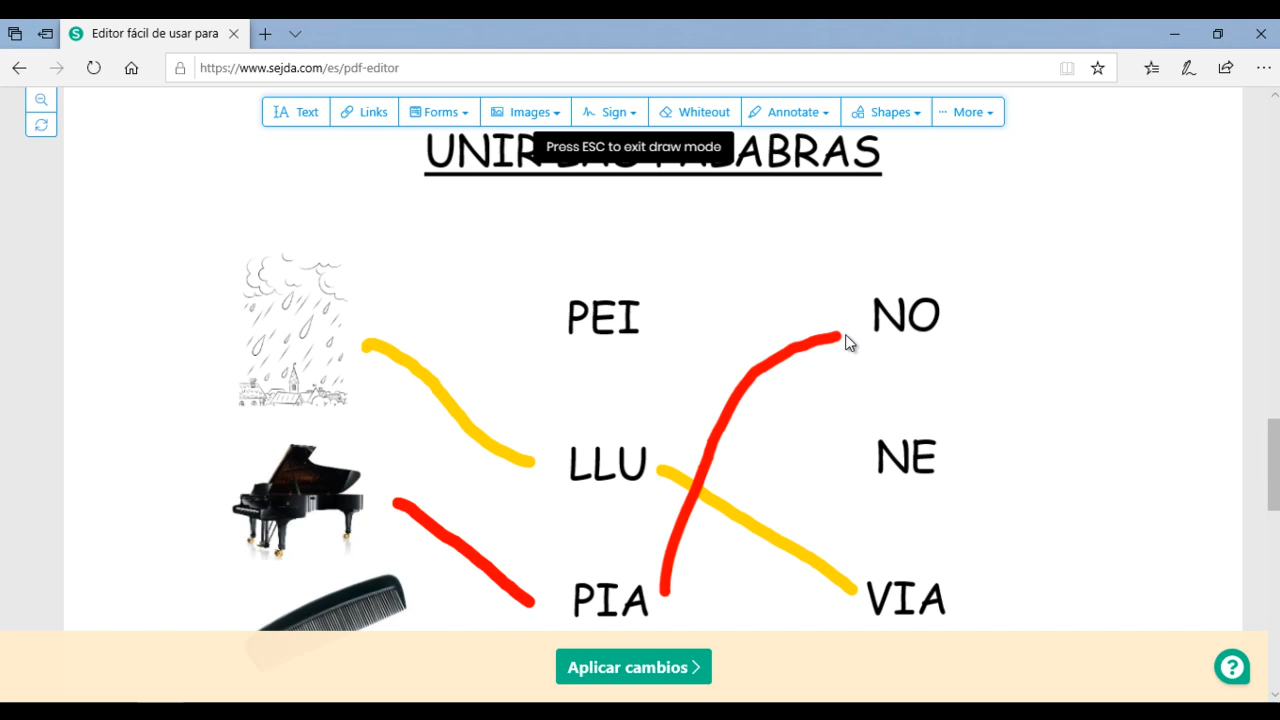 Editor fácil de usar para
https://www.sejda.com/es/pdf-editor
Text Links Forms Images Sign Whiteout Annotate Shapes More
Press ESC to exit draw mode
UNIR PALABRAS
PEI NO
LLU NE
PIA VIA
Aplicar cambios